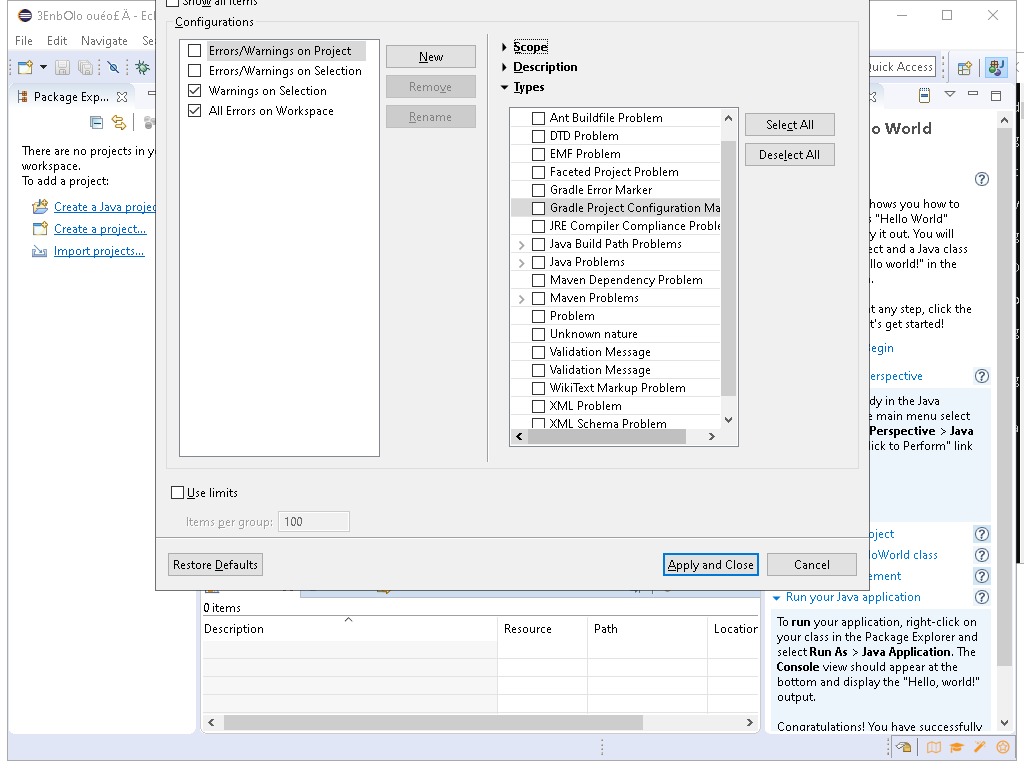 Show all items
3EnbOlo ouéo£Ä - Ecl
File Edit Navigate Se
Quick Access
Package Exp...
There are no projects in y
workspace.
To add a project:
Create a Java projec
Create a project...
Import projects...
Configurations
Errors/Warnings on Project
Errors/Warnings on Selection
Warnings on Selection
All Errors on Workspace
New
Remove
Rename
Scope
Description
Types
Ant Buildfile Problem
DTD Problem
EMF Problem
Faceted Project Problem
Gradle Error Marker
Gradle Project Configuration Ma
JRE Compiler Compliance Proble
Java Build Path Problems
Java Problems
Maven Dependency Problem
Maven Problems
Problem
Unknown nature
Validation Message
Validation Message
WikiText Markup Problem
XML Problem
XML Schema Problem
Select All
Deselect All
Use limits
Items per group: 100
Restore Defaults
Apply and Close
Cancel
o World
hows you how to
s "Hello World"
y it out. You will
ect and a Java class
llo world!" in the
n.
t any step, click the
t's get started!
egin
erspective
dy in the Java
e main menu select
Perspective > Java
lick to Perform" link
oject
loWorld class
ement
Run your Java application
To run your application, right-click on
your class in the Package Explorer and
select Run As > Java Application. The
Console view should appear at the
bottom and display the "Hello, world!"
output.
Congratulations! You have successfully
0 items
Description Resource Path Location